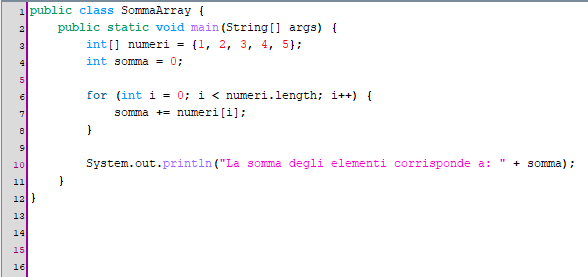 1 public class SommaArray {
2     public static void main(String[] args) {
3         int[] numeri = {1, 2, 3, 4, 5};
4         int somma = 0;
5
6         for (int i = 0; i < numeri.length; i++) {
7             somma += numeri[i];
8         }
9
10         System.out.println("La somma degli elementi corrisponde a: " + somma);
11     }
12 }
13
14
15
16